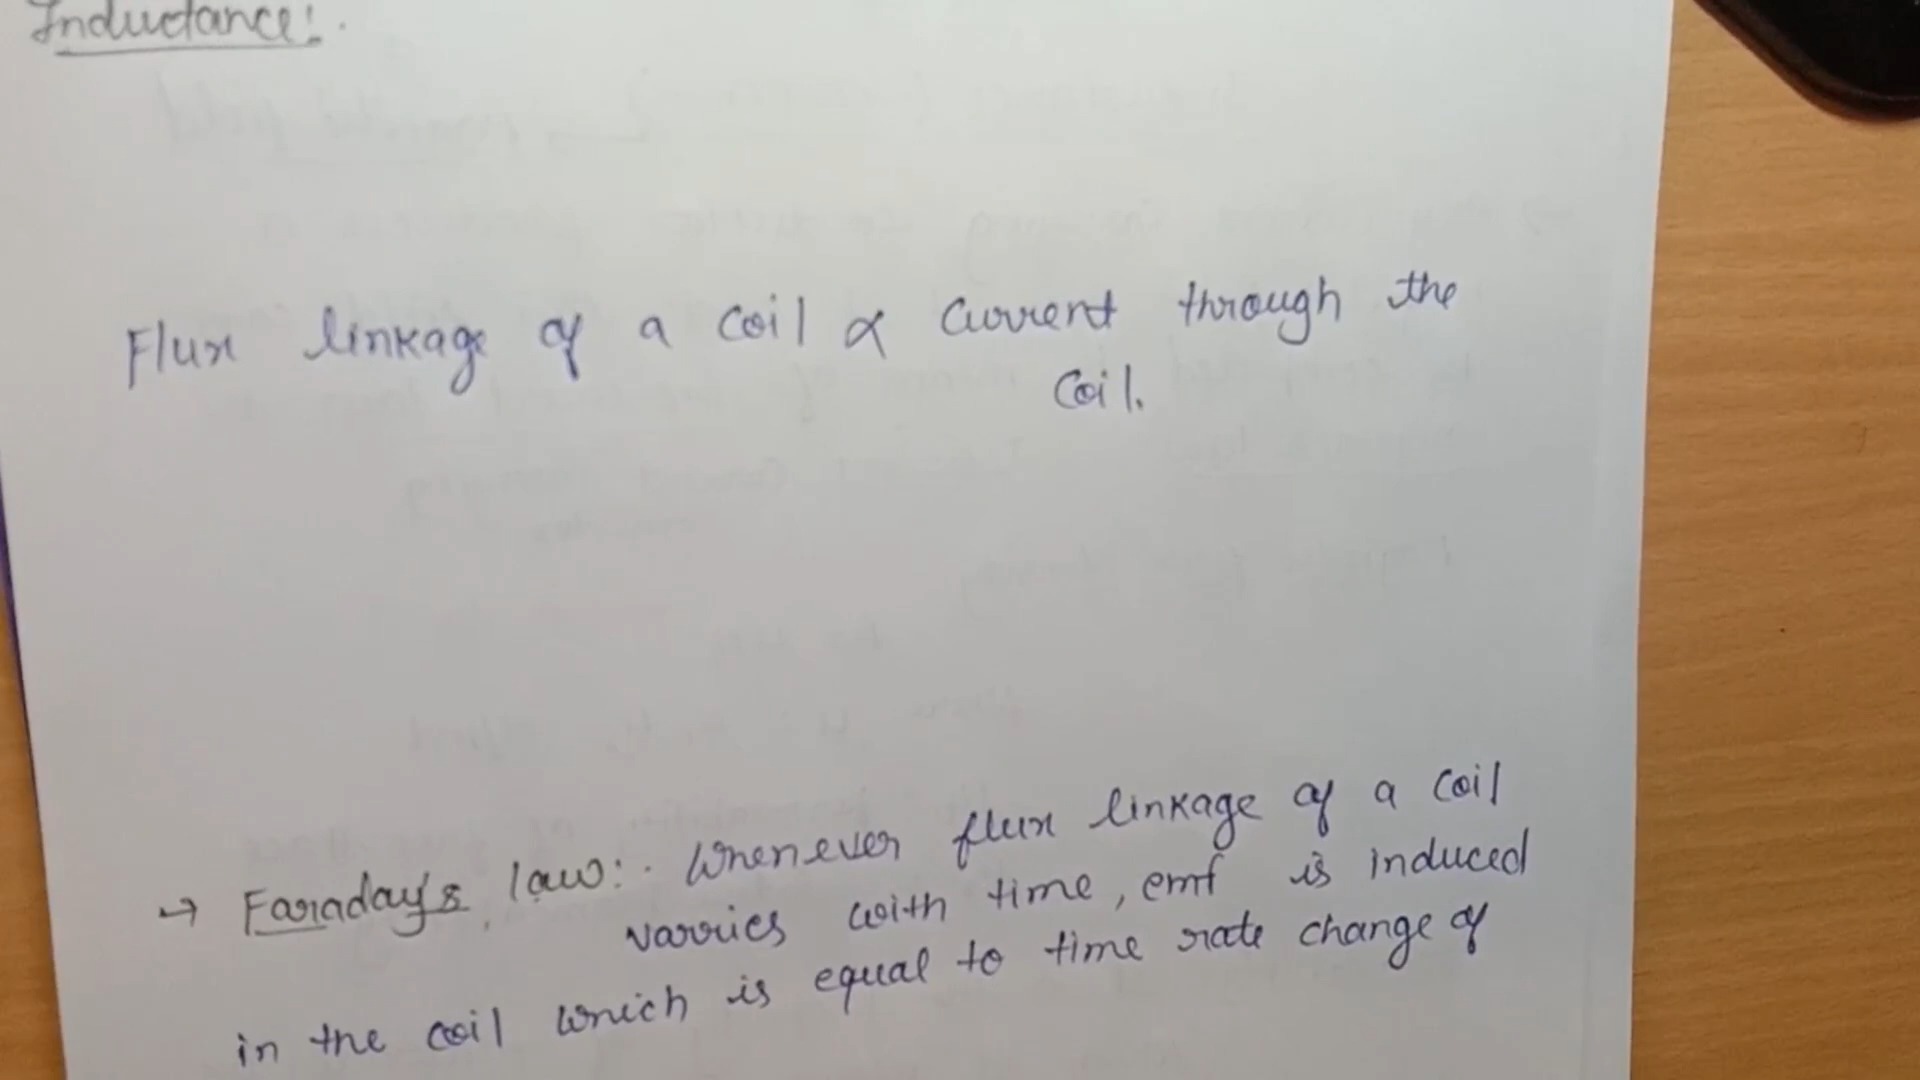 Inductance:.
Flux linkage of a coil ∝ Current through the
coil.
→ Faraday's law:. Whenever flux linkage of a coil
varries with time, emf is induced
in the coil which is equal to time rate change of